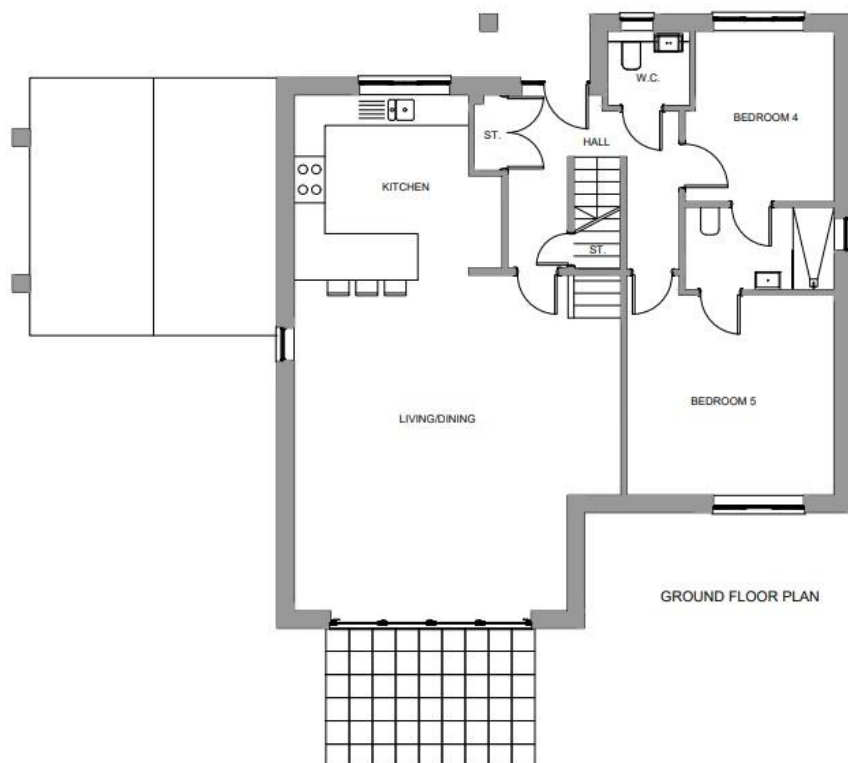 W.C.
BEDROOM 4
ST.
HALL
KITCHEN
ST.
BEDROOM 5
LIVING/DINING
GROUND FLOOR PLAN